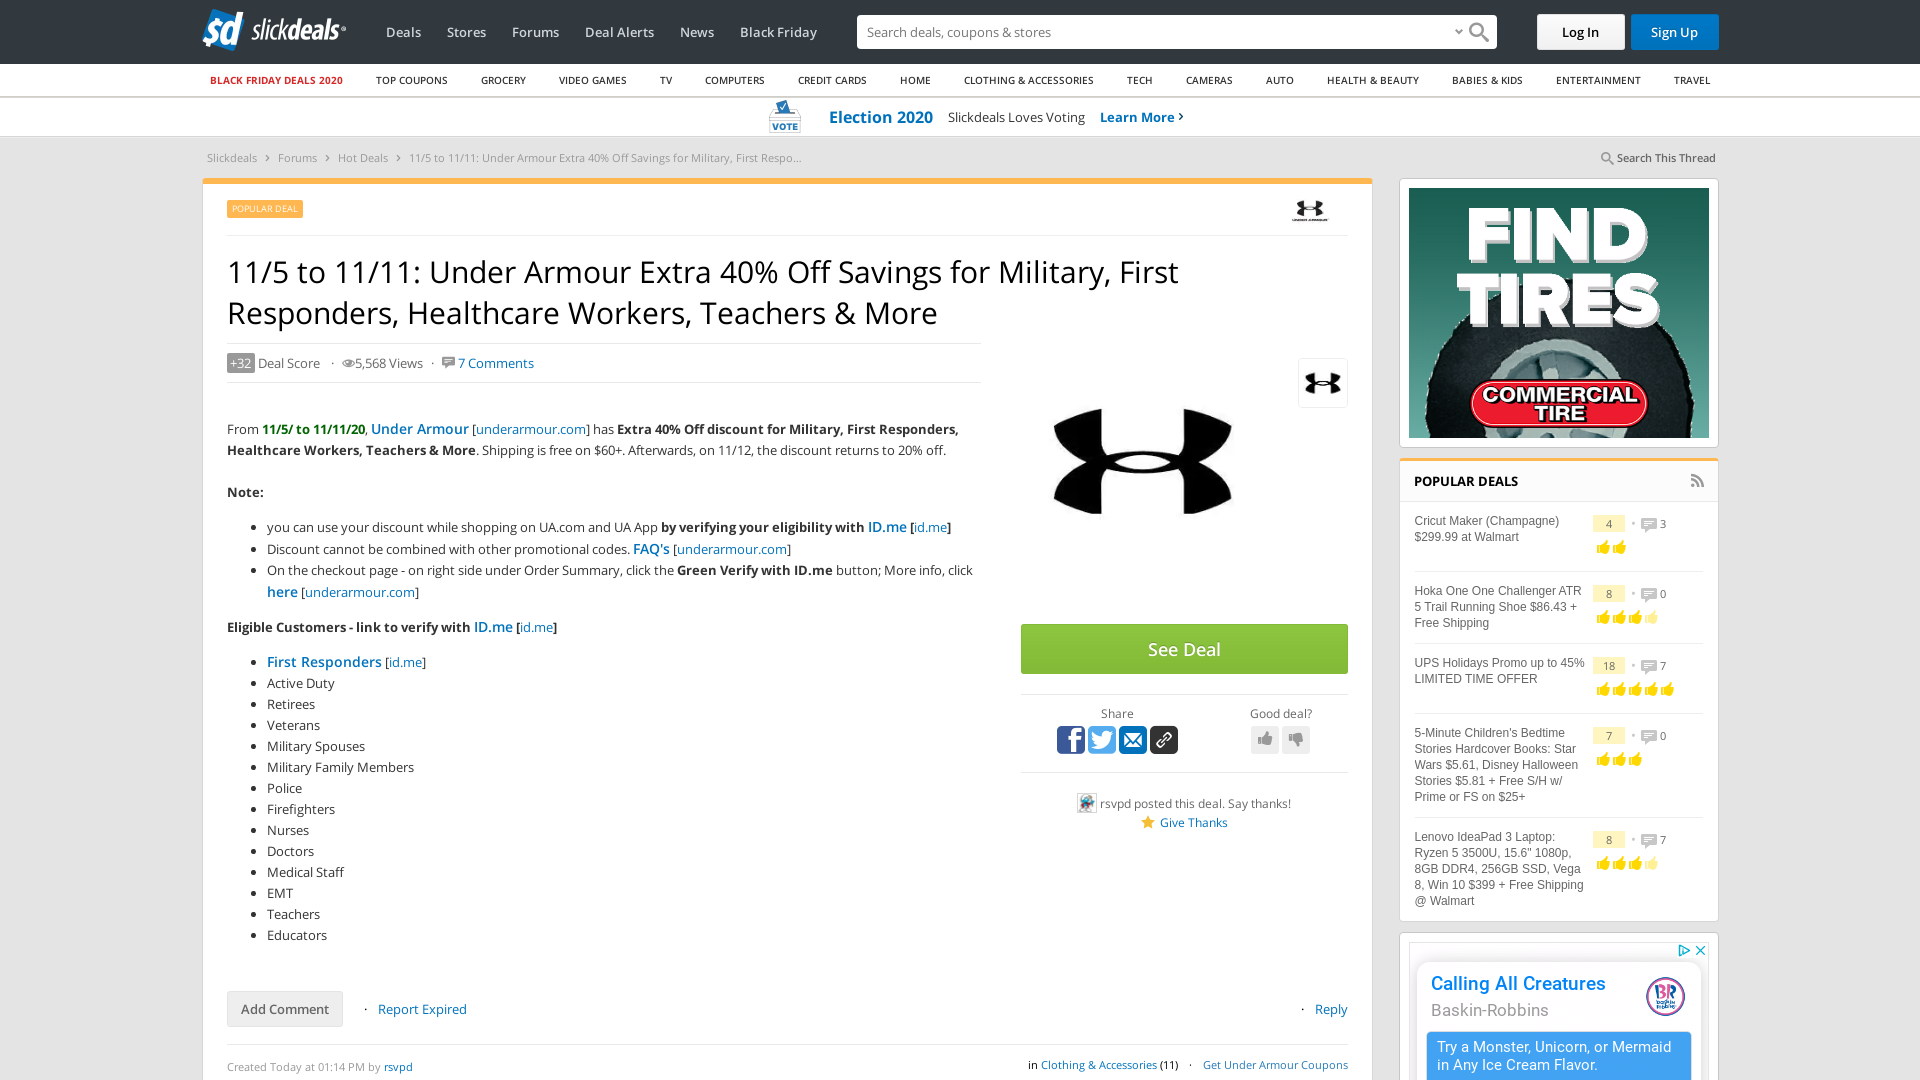 sd slickdeals
Deals
Stores
Forums
Deal Alerts
News
Black Friday
Search deals, coupons & stores
Log In
Sign Up
BLACK FRIDAY DEALS 2020
TOP COUPONS
GROCERY
VIDEO GAMES
TV
COMPUTERS
CREDIT CARDS
HOME
CLOTHING & ACCESSORIES
TECH
CAMERAS
AUTO
HEALTH & BEAUTY
BABIES & KIDS
ENTERTAINMENT
TRAVEL
VOTE
Election 2020 Slickdeals Loves Voting Learn More
Slickdeals > Forums > Hot Deals > 11/5 to 11/11: Under Armour Extra 40% Off Savings for Military, First Respo...
Search This Thread
POPULAR DEAL
UNDER ARMOUR
11/5 to 11/11: Under Armour Extra 40% Off Savings for Military, First
Responders, Healthcare Workers, Teachers & More
+32 Deal Score · 5,568 Views · 7 Comments
From 11/5/ to 11/11/20, Under Armour [underarmour.com] has Extra 40% Off discount for Military, First Responders,
Healthcare Workers, Teachers & More. Shipping is free on $60+. Afterwards, on 11/12, the discount returns to 20% off.
Note:
• you can use your discount while shopping on UA.com and UA App by verifying your eligibility with ID.me [id.me]
• Discount cannot be combined with other promotional codes. FAQ's [underarmour.com]
• On the checkout page - on right side under Order Summary, click the Green Verify with ID.me button; More info, click
here [underarmour.com]
Eligible Customers - link to verify with ID.me [id.me]
• First Responders [id.me]
• Active Duty
• Retirees
• Veterans
• Military Spouses
• Military Family Members
• Police
• Firefighters
• Nurses
• Doctors
• Medical Staff
• EMT
• Teachers
• Educators
See Deal
Share
Good deal?
rsvpd posted this deal. Say thanks!
Give Thanks
Add Comment · Report Expired
· Reply
Created Today at 01:14 PM by rsvpd
in Clothing & Accessories (11) · Get Under Armour Coupons
FIND
TIRES
COMMERCIAL
TIRE
POPULAR DEALS
Cricut Maker (Champagne)
$299.99 at Walmart
4 · 3
Hoka One One Challenger ATR
5 Trail Running Shoe $86.43 +
Free Shipping
8 · 0
UPS Holidays Promo up to 45%
LIMITED TIME OFFER
18 · 7
5-Minute Children's Bedtime
Stories Hardcover Books: Star
Wars $5.61, Disney Halloween
Stories $5.81 + Free S/H w/
Prime or FS on $25+
7 · 0
Lenovo IdeaPad 3 Laptop:
Ryzen 5 3500U, 15.6" 1080p,
8GB DDR4, 256GB SSD, Vega
8, Win 10 $399 + Free Shipping
@ Walmart
8 · 7
Calling All Creatures
Baskin-Robbins
BR
Try a Monster, Unicorn, or Mermaid
in Any Ice Cream Flavor.